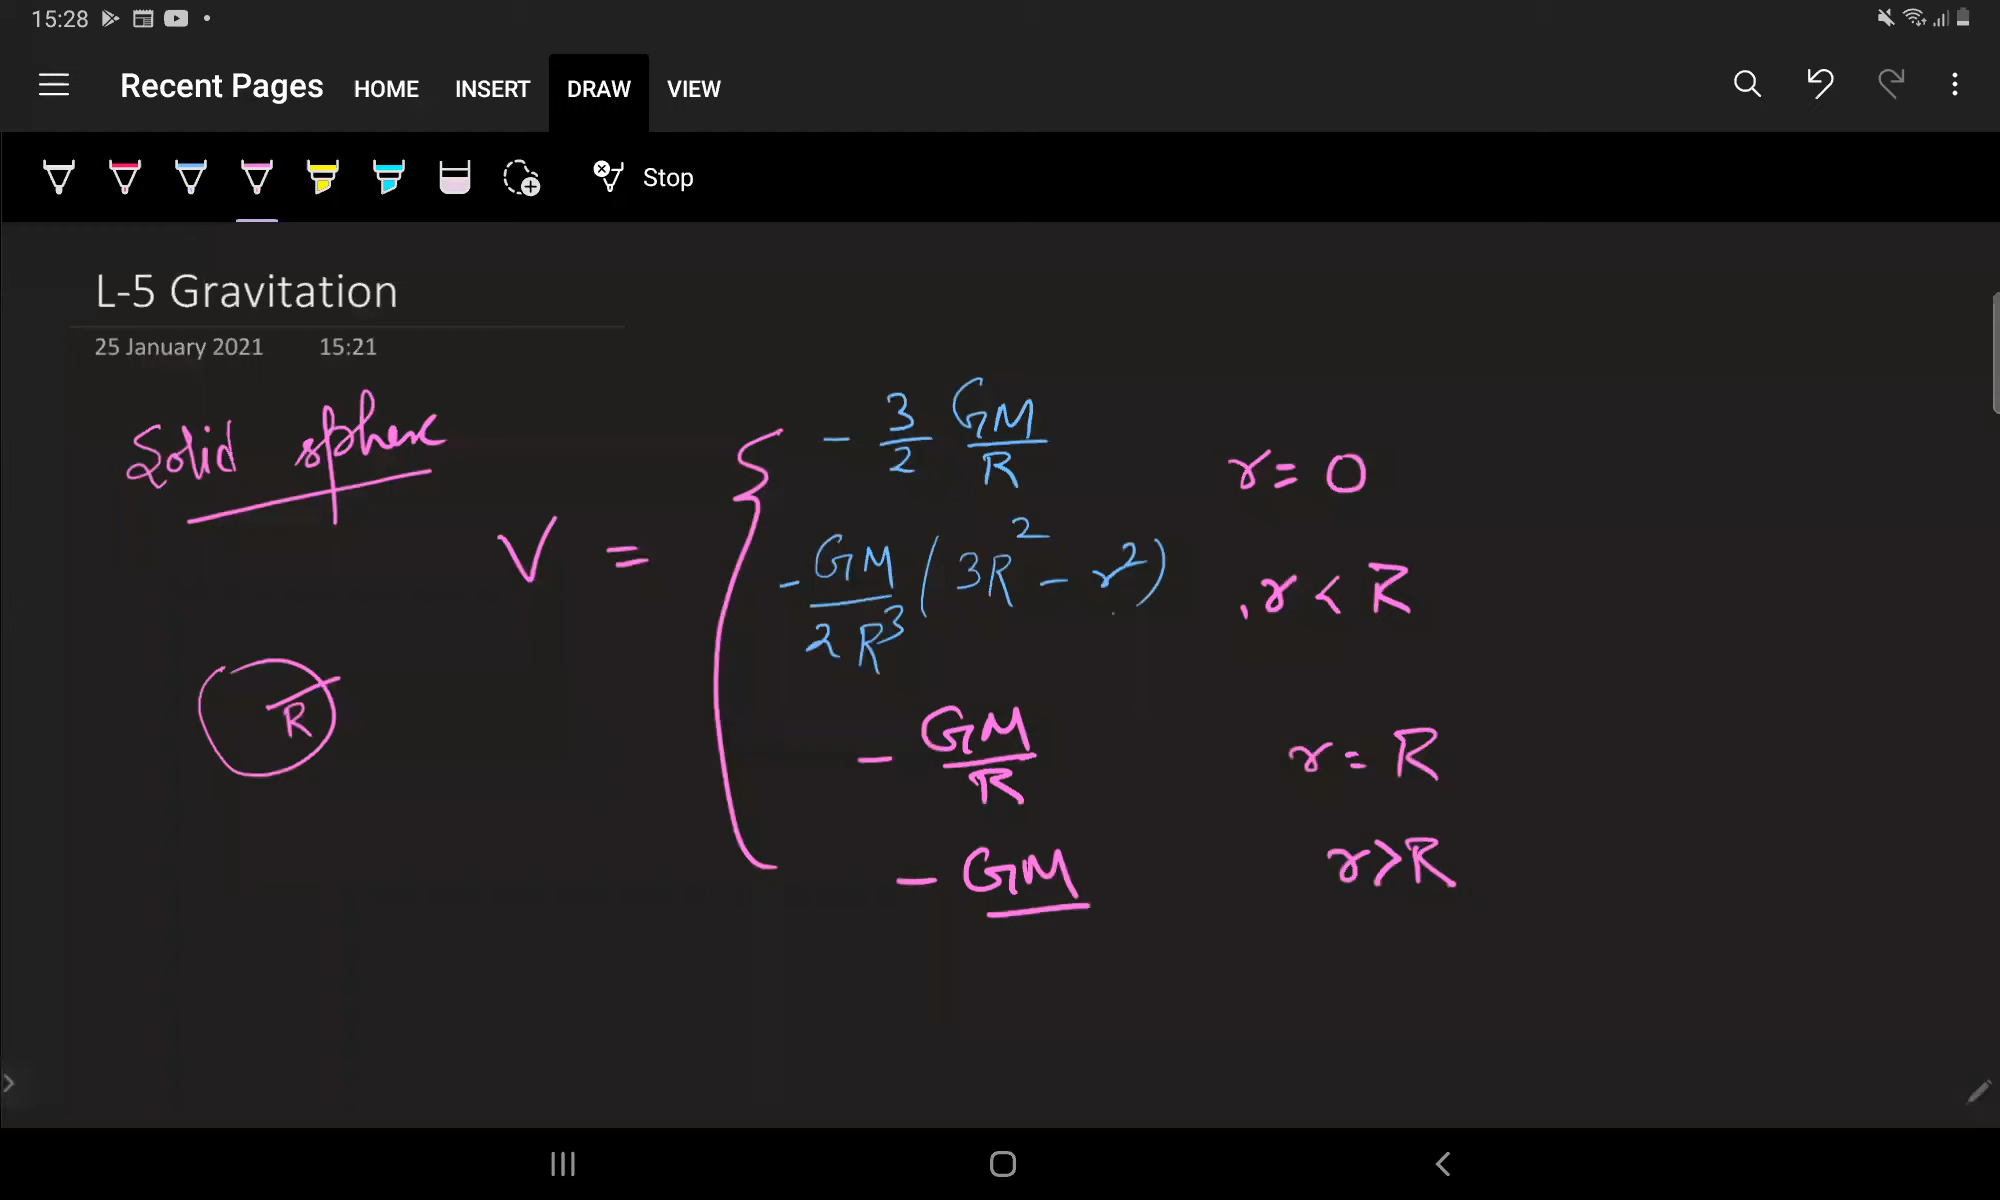 15:28
Recent Pages HOME INSERT DRAW VIEW
Stop
L-5 Gravitation
25 January 2021 15:21
Solid sphere
V = { - 3/2 GM/R r = 0
- GM/2R³ (3R² - r²) , r < R
- GM/R r = R
- GM r > R
R